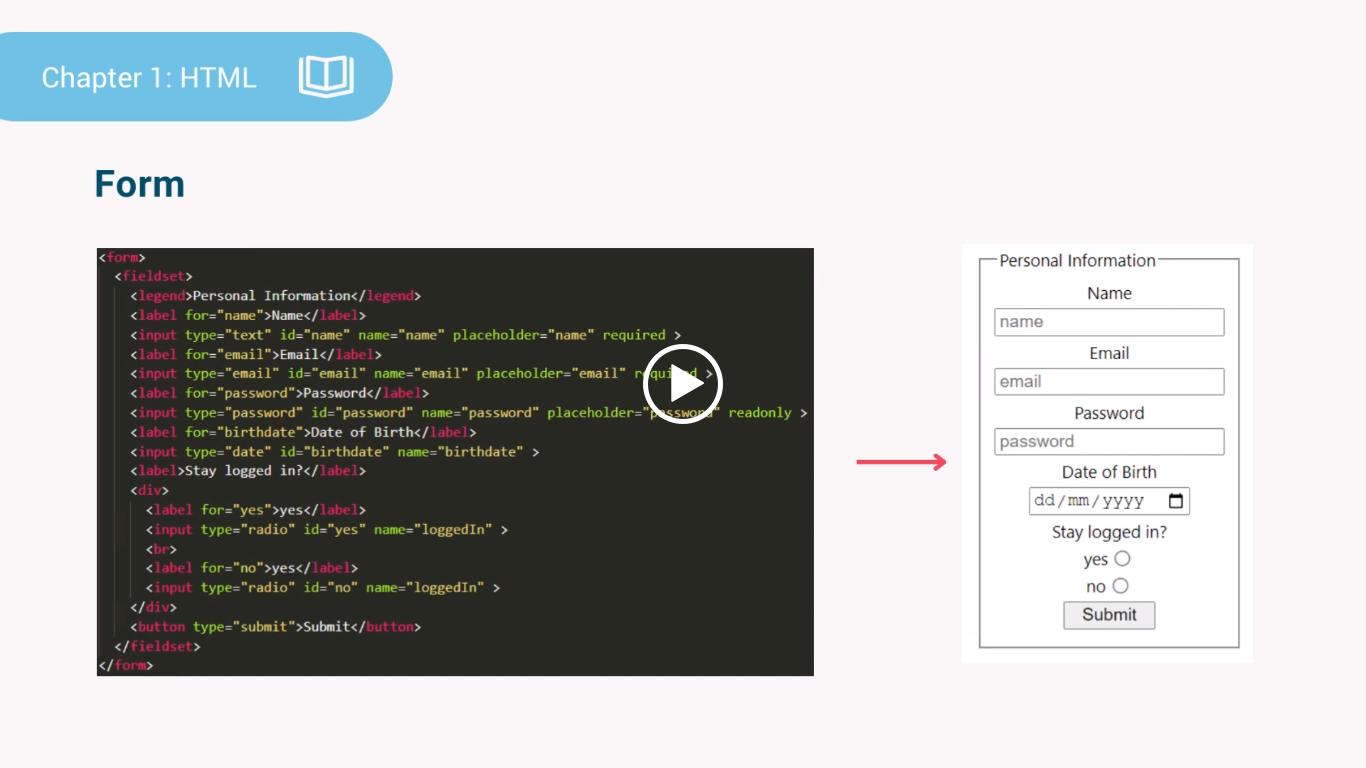 Chapter 1: HTML
Form
<form>
<fieldset>
<legend>Personal Information</legend>
<label for="name">Name</label>
<input type="text" id="name" name="name" placeholder="name" required >
<label for="email">Email</label>
<input type="email" id="email" name="email" placeholder="email" required >
<label for="password">Password</label>
<input type="password" id="password" name="password" placeholder="password" readonly >
<label for="birthdate">Date of Birth</label>
<input type="date" id="birthdate" name="birthdate" >
<label>Stay logged in?</label>
<div>
<label for="yes">yes</label>
<input type="radio" id="yes" name="loggedIn" >
<br>
<label for="no">yes</label>
<input type="radio" id="no" name="loggedIn" >
</div>
<button type="submit">Submit</button>
</fieldset>
</form>
Personal Information
Name
name
Email
email
Password
password
Date of Birth
dd/mm/yyyy
Stay logged in?
yes
no
Submit